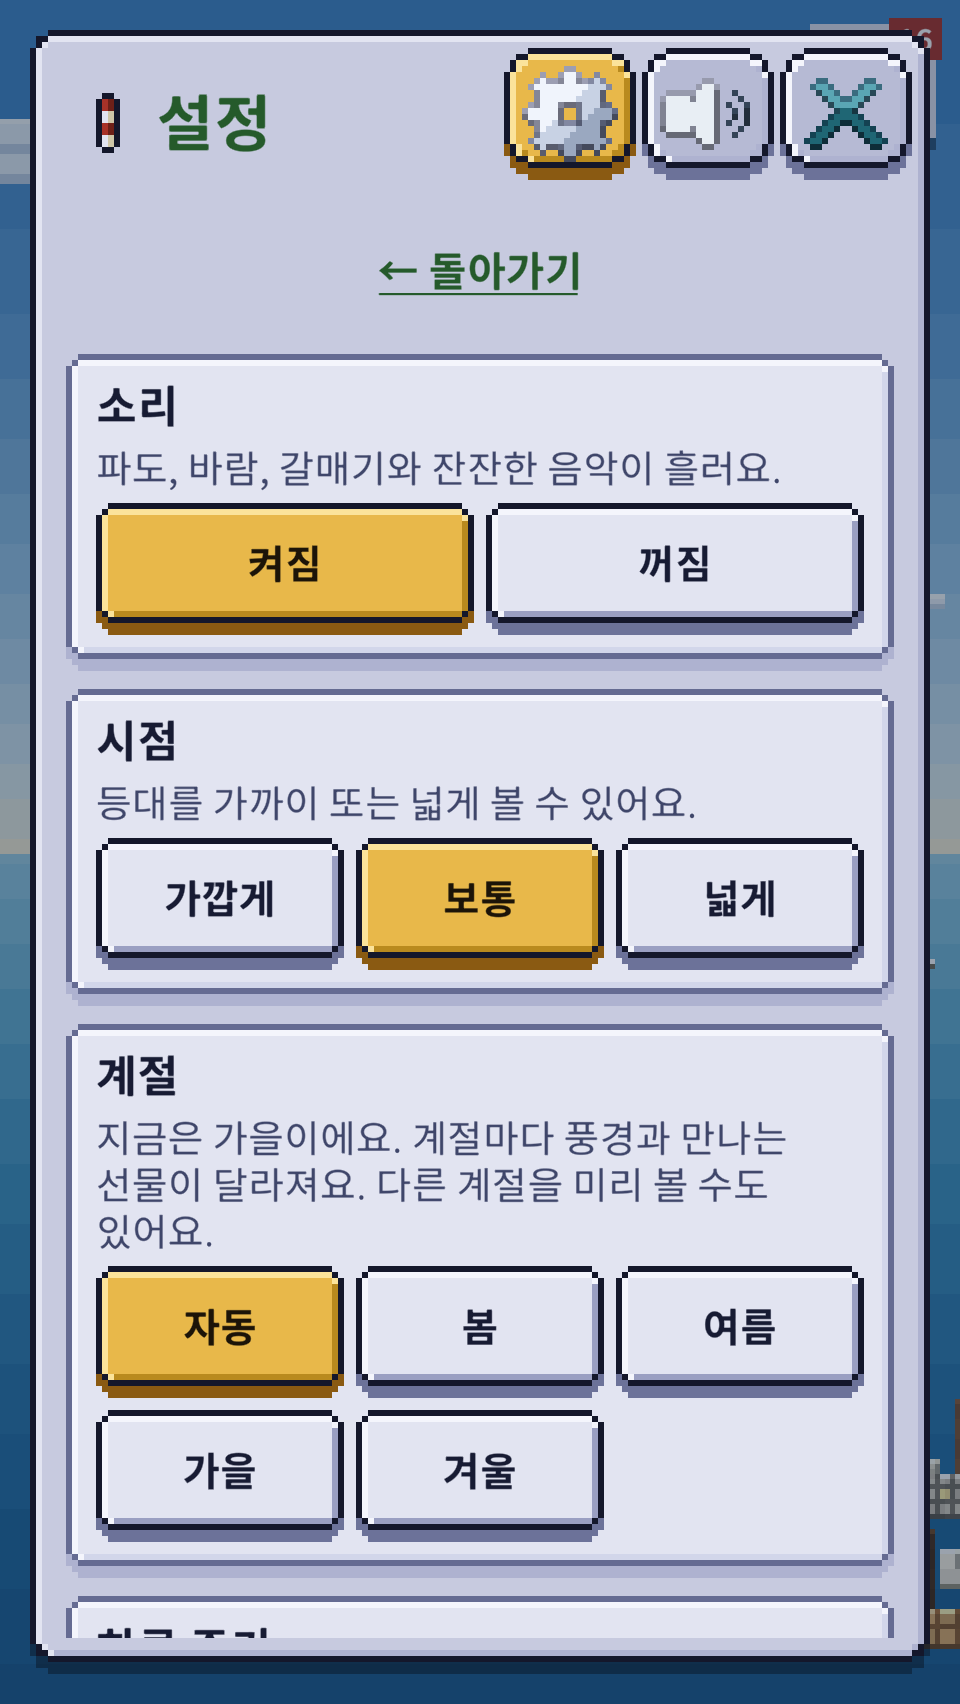 설정
← 돌아가기
소리
파도, 바람, 갈매기와 잔잔한 음악이 흘러요.
켜짐
꺼짐
시점
등대를 가까이 또는 넓게 볼 수 있어요.
가깝게
보통
넓게
계절
지금은 가을이에요. 계절마다 풍경과 만나는
선물이 달라져요. 다른 계절을 미리 볼 수도
있어요.
자동
봄
여름
가을
겨울